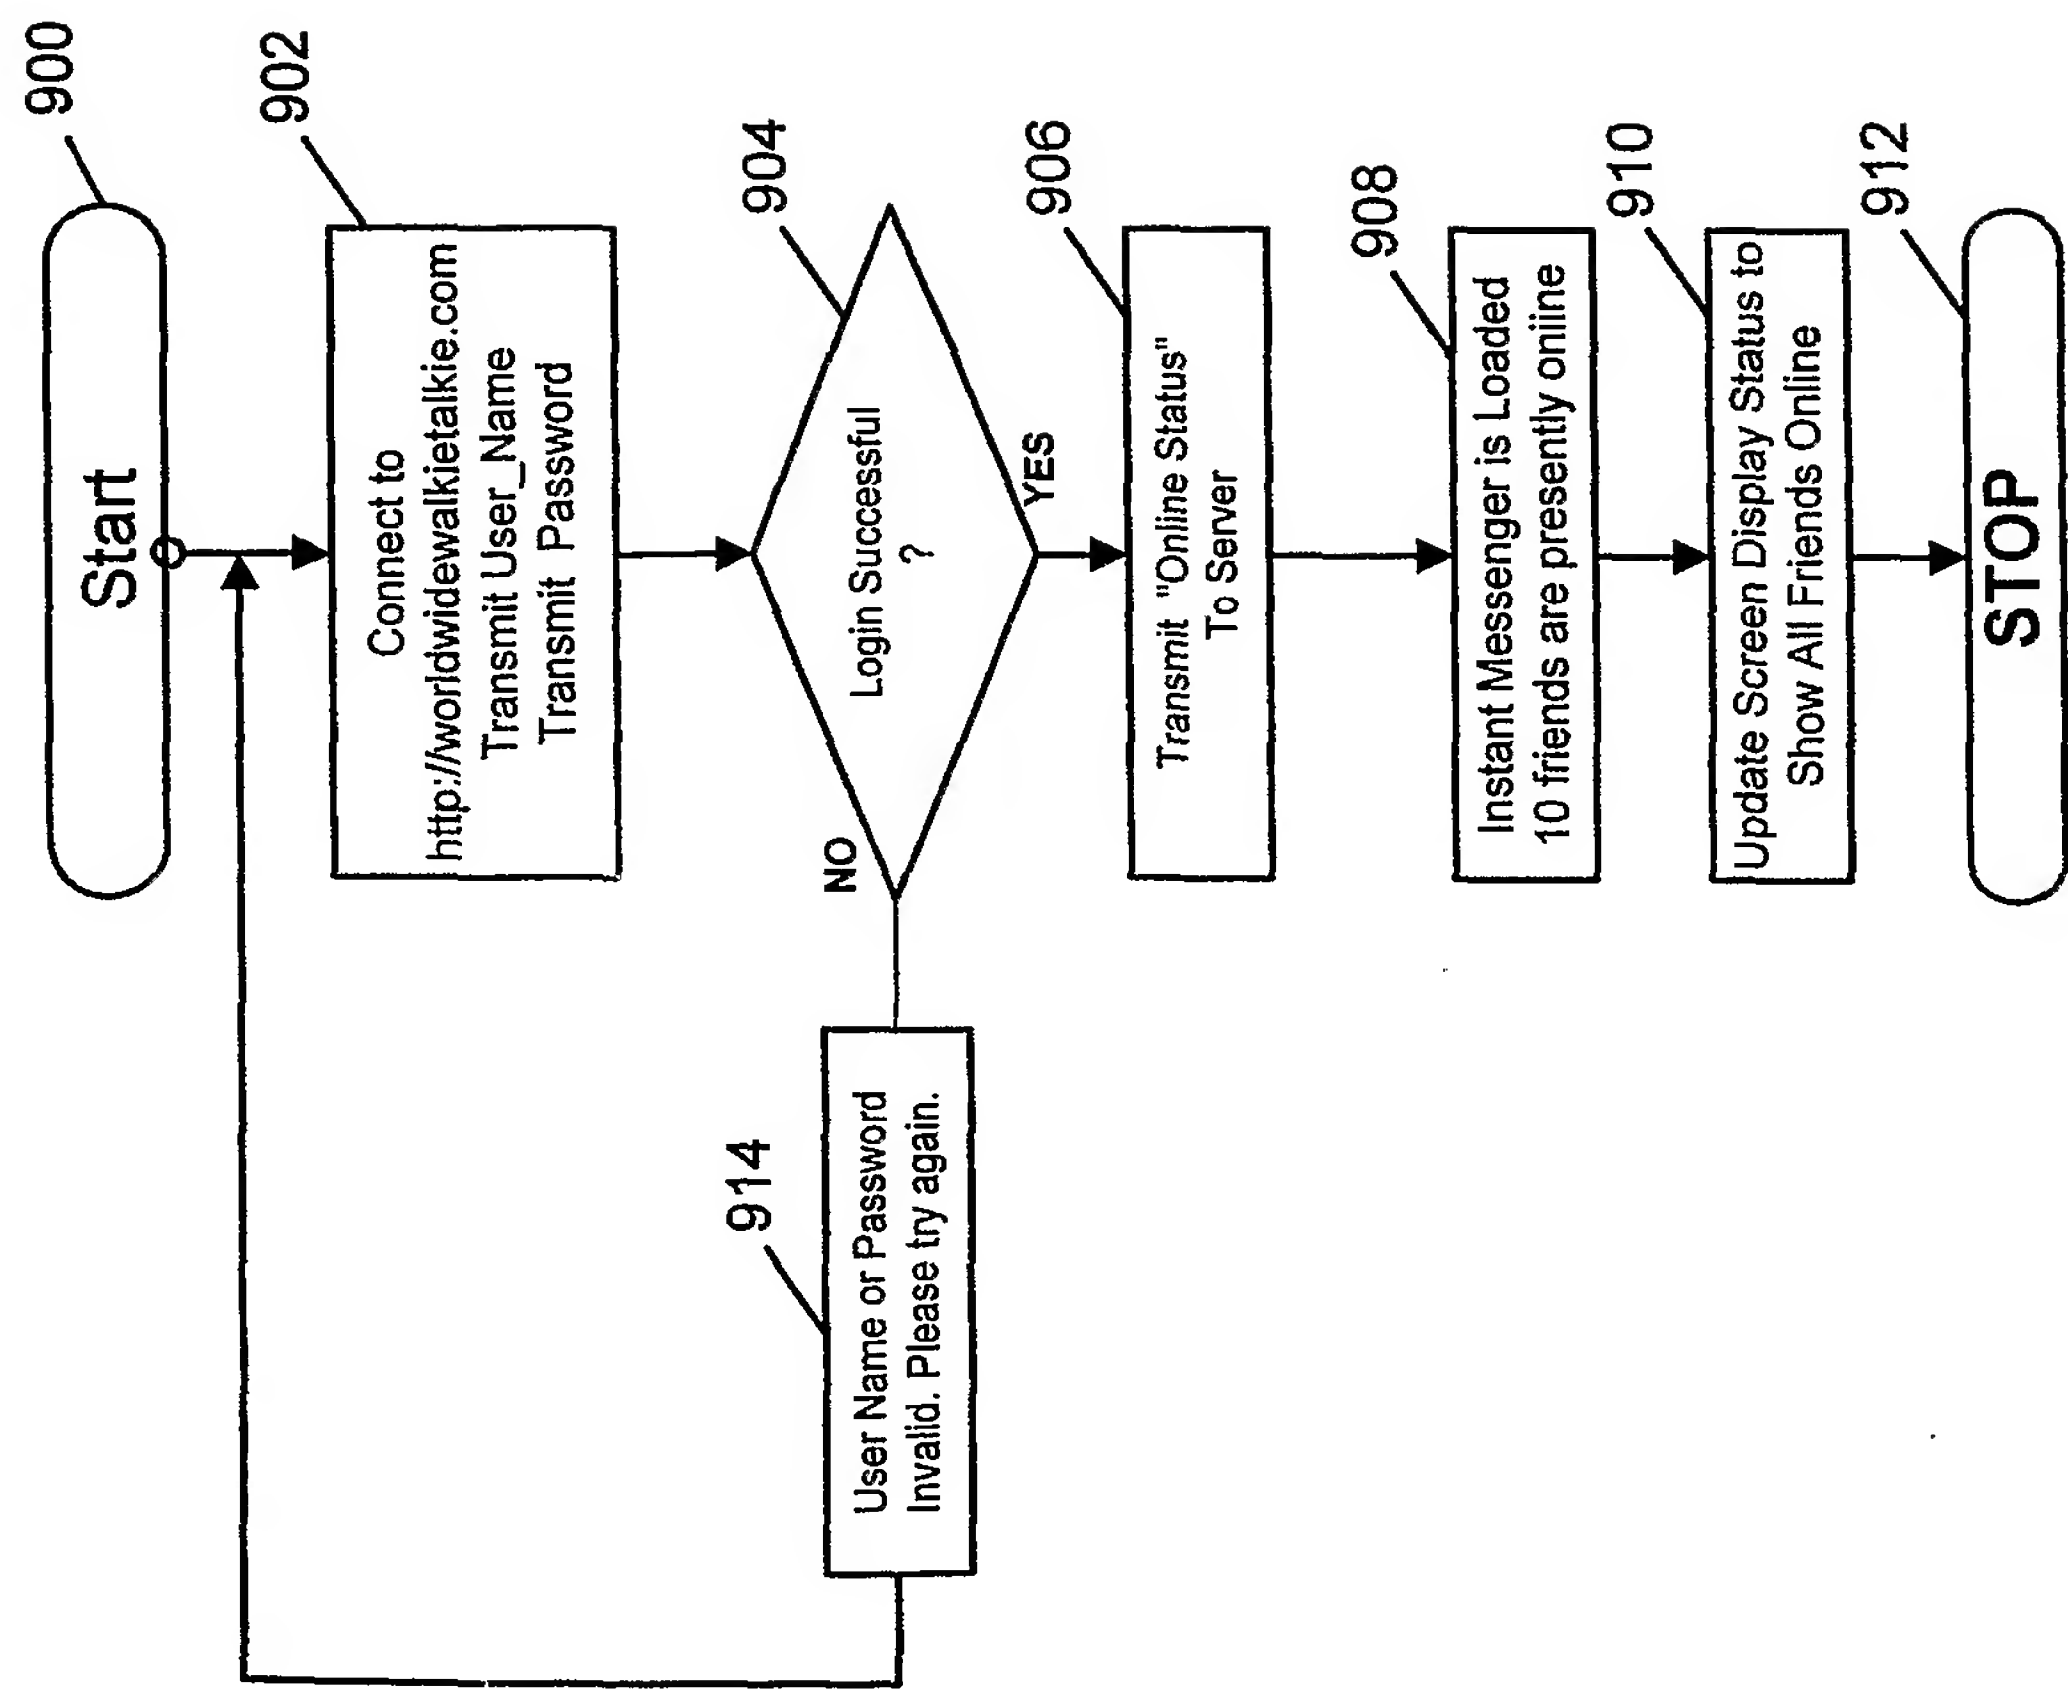 900
Start
902
Connect to
http://worldwidewalkietalkie.com
Transmit User_Name
Transmit Password
904
Login Successful
?
NO
YES
914
User Name or Password
Invalid. Please try again.
906
Transmit "Online Status"
To Server
908
Instant Messenger is Loaded
10 friends are presently online
910
Update Screen Display Status to
Show All Friends Online
912
STOP